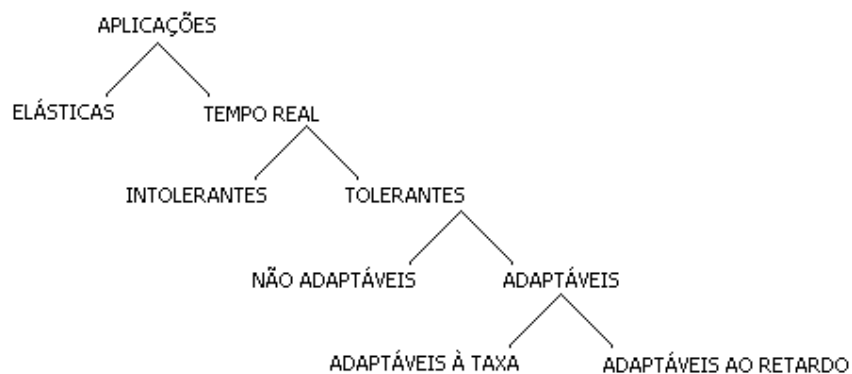 APLICAÇÕES
ELÁSTICAS
TEMPO REAL
INTOLERANTES
TOLERANTES
NÃO ADAPTÁVEIS
ADAPTÁVEIS
ADAPTÁVEIS À TAXA
ADAPTÁVEIS AO RETARDO